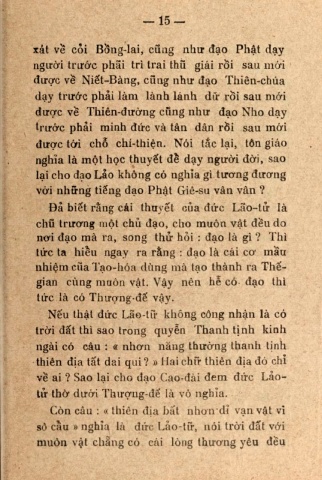 — 15 —
xát về cỏi Bồng-lai, cũng như đạo Phật dạy
người trước phãi trì trai thũ giái rồi sau mới
được về Niết-Bàng, cũng như đạo Thiên-chúa
dạy trước phải làm lành lánh dữ rồi sau mới
được về Thiên-đường cũng như đạo Nho dạy
trước phải minh đức và tân dân rồi sau mới
được tới chổ chí-thiện. Nói tắc lại, tôn giáo
nghĩa là một học thuyết để dạy người đời, sao
lại cho đạo Lảo không có nghĩa gì tương đương
với những tiếng đạo Phật Giê-su vân vân ?
Đả biết rằng cái thuyết của đức Lão-tử là
chũ trương một chủ đạo, cho muôn vật đều do
nơi đạo mà ra, song thử hỏi : đạo là gì ? Thì
tức ta hiểu ngay ra rằng : đạo là cái cơ mầu
nhiệm của Tạo-hóa dùng mà tạo thành ra Thế-
gian cùng muôn vật. Vậy nên hể có đạo thì
tức là có Thượng-đế vậy.
Nếu thật đức Lão-tữ không công nhận là có
trời đất thì sao trong quyển Thanh tịnh kinh
ngài có câu : « nhơn năng thường thanh tịnh
thiên địa tất dai qui ? » Hai chữ thiên địa đó chỉ
về ai ? Sao lại cho đạo Cao-đài đem đức Lảo-
tử thờ dưới Thượng-đế là vô nghĩa.
Còn câu : « thiên địa bất nhơn dỉ vạn vật vi
sô cẩu » nghĩa là đức Lảo-tử, nói trời đất với
muôn vật chẳng có cái lòng thương yêu đều